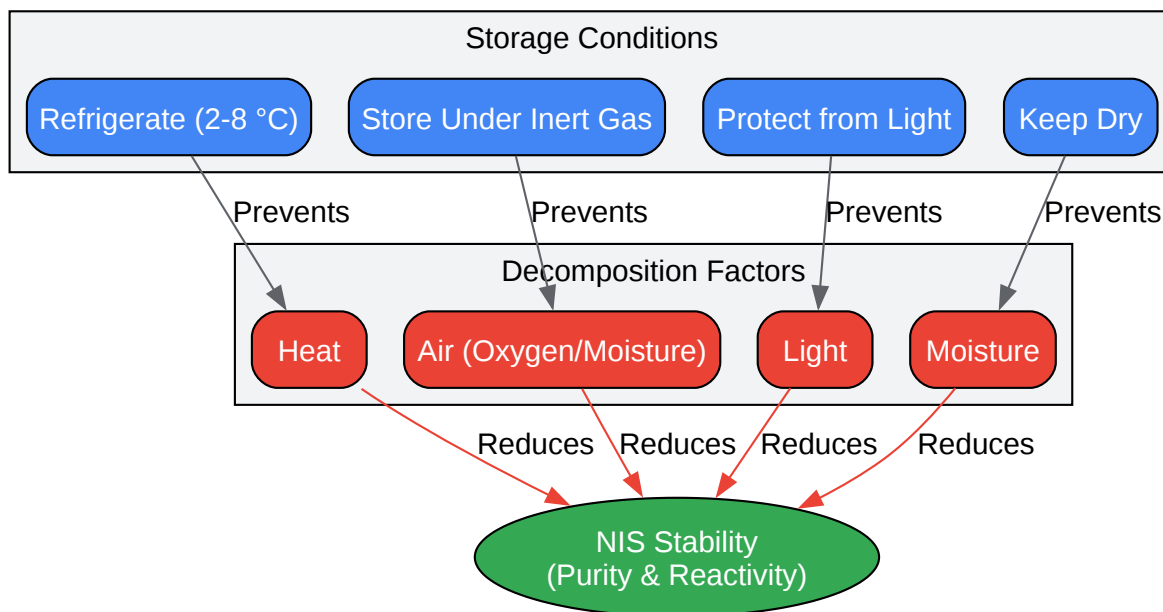 Storage Conditions
Refrigerate (2-8 °C)
Store Under Inert Gas
Protect from Light
Keep Dry
Prevents
Prevents
Prevents
Prevents
Decomposition Factors
Heat
Air (Oxygen/Moisture)
Light
Moisture
Reduces
Reduces
Reduces
Reduces
NIS Stability
(Purity & Reactivity)